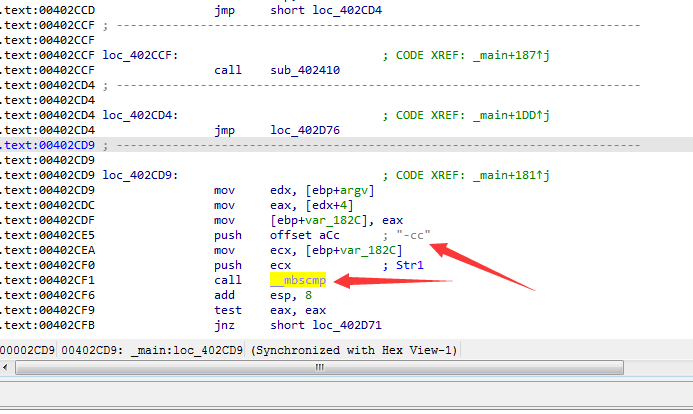 .text:00402CCD jmp short loc_402CD4
.text:00402CCF ; ---------------------------------------------------------------------------
.text:00402CCF
.text:00402CCF loc_402CCF: ; CODE XREF: _main+187↑j
.text:00402CCF call sub_402410
.text:00402CD4 ; ---------------------------------------------------------------------------
.text:00402CD4
.text:00402CD4 loc_402CD4: ; CODE XREF: _main+1DD↑j
.text:00402CD4 jmp loc_402D76
.text:00402CD9 ; ---------------------------------------------------------------------------
.text:00402CD9
.text:00402CD9 loc_402CD9: ; CODE XREF: _main+181↑j
.text:00402CD9 mov edx, [ebp+argv]
.text:00402CDC mov eax, [edx+4]
.text:00402CDF mov [ebp+var_182C], eax
.text:00402CE5 push offset aCc ; "-cc"
.text:00402CEA mov ecx, [ebp+var_182C]
.text:00402CF0 push ecx ; Str1
.text:00402CF1 call __mbscmp
.text:00402CF6 add esp, 8
.text:00402CF9 test eax, eax
.text:00402CFB jnz short loc_402D71
00002CD9 00402CD9: _main:loc_402CD9 (Synchronized with Hex View-1)